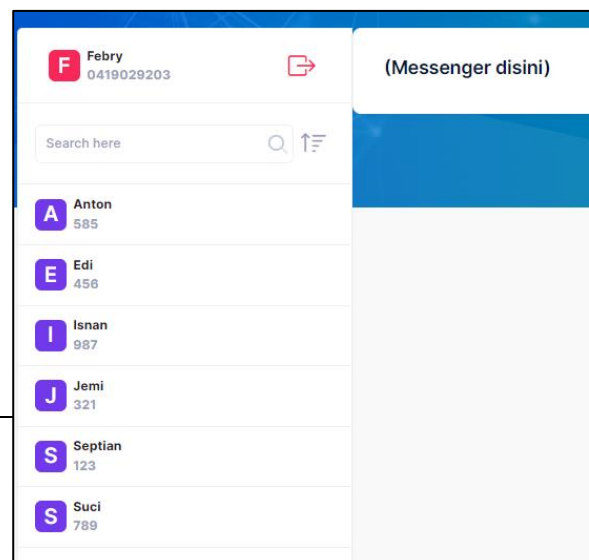 F
Febry
0419029203
(Messenger disini)
Search here
A
Anton
585
E
Edi
456
I
Isnan
987
J
Jemi
321
S
Septian
123
S
Suci
789